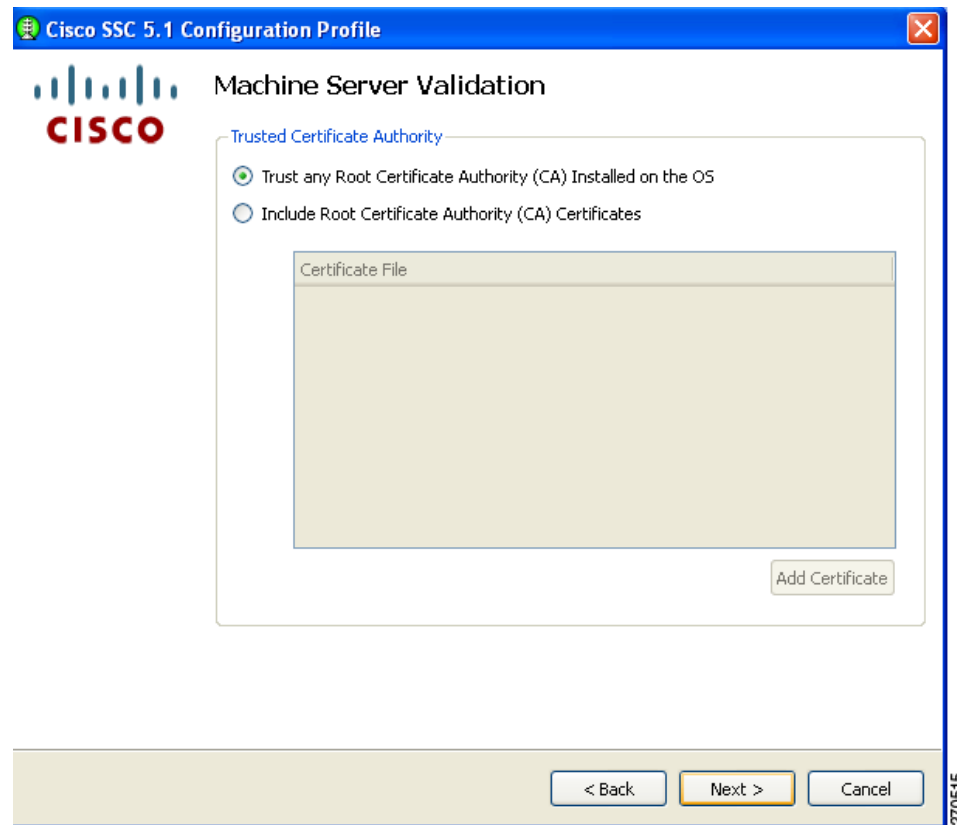 Cisco SSC 5.1 Configuration Profile
CISCO
Machine Server Validation
Trusted Certificate Authority
Trust any Root Certificate Authority (CA) Installed on the OS
Include Root Certificate Authority (CA) Certificates
Certificate File
Add Certificate
< Back
Next >
Cancel
270515